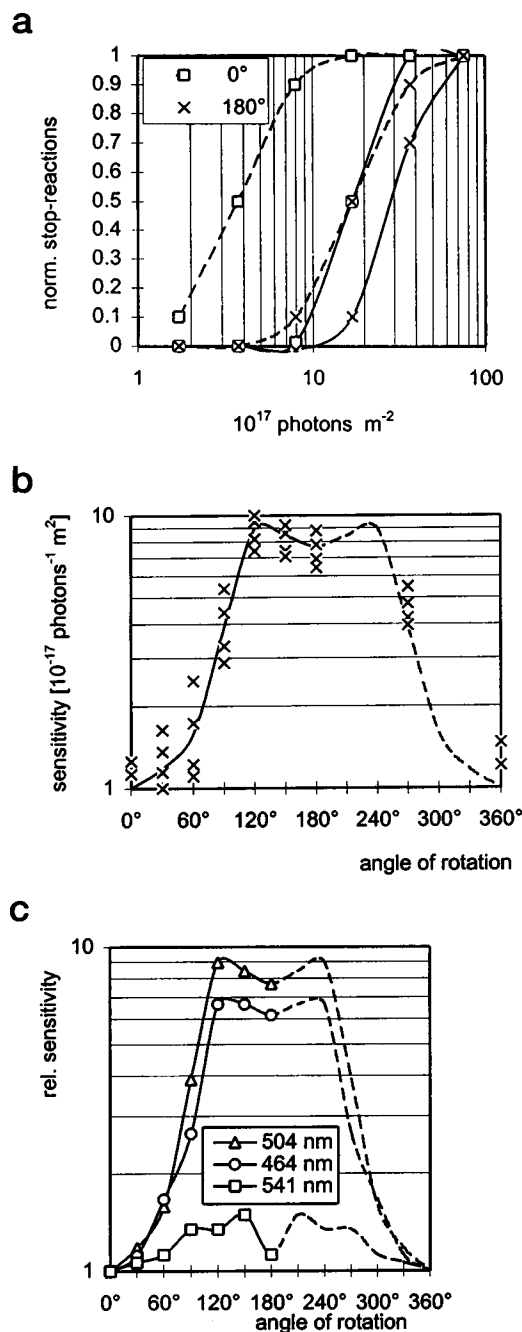 a
norm. stop-reactions
1
0.9
0.8
0.7
0.6
0.5
0.4
0.3
0.2
0.1
0
0°
180°
1 10 100
10¹⁷ photons m⁻²
b
sensitivity [10⁻¹⁷ photons⁻¹ m²]
10
1
0° 60° 120° 180° 240° 300° 360°
angle of rotation
c
rel. sensitivity
10
504 nm
464 nm
541 nm
1
0° 60° 120° 180° 240° 300° 360°
angle of rotation